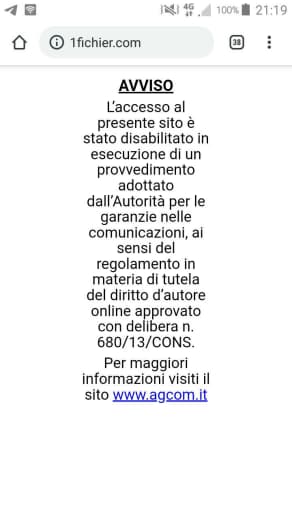 4G
100%
21:19
1fichier.com
38
AVVISO
L'accesso al
presente sito è
stato disabilitato in
esecuzione di un
provvedimento
adottato
dall'Autorità per le
garanzie nelle
comunicazioni, ai
sensi del
regolamento in
materia di tutela
del diritto d'autore
online approvato
con delibera n.
680/13/CONS.
Per maggiori
informazioni visiti il
sito www.agcom.it